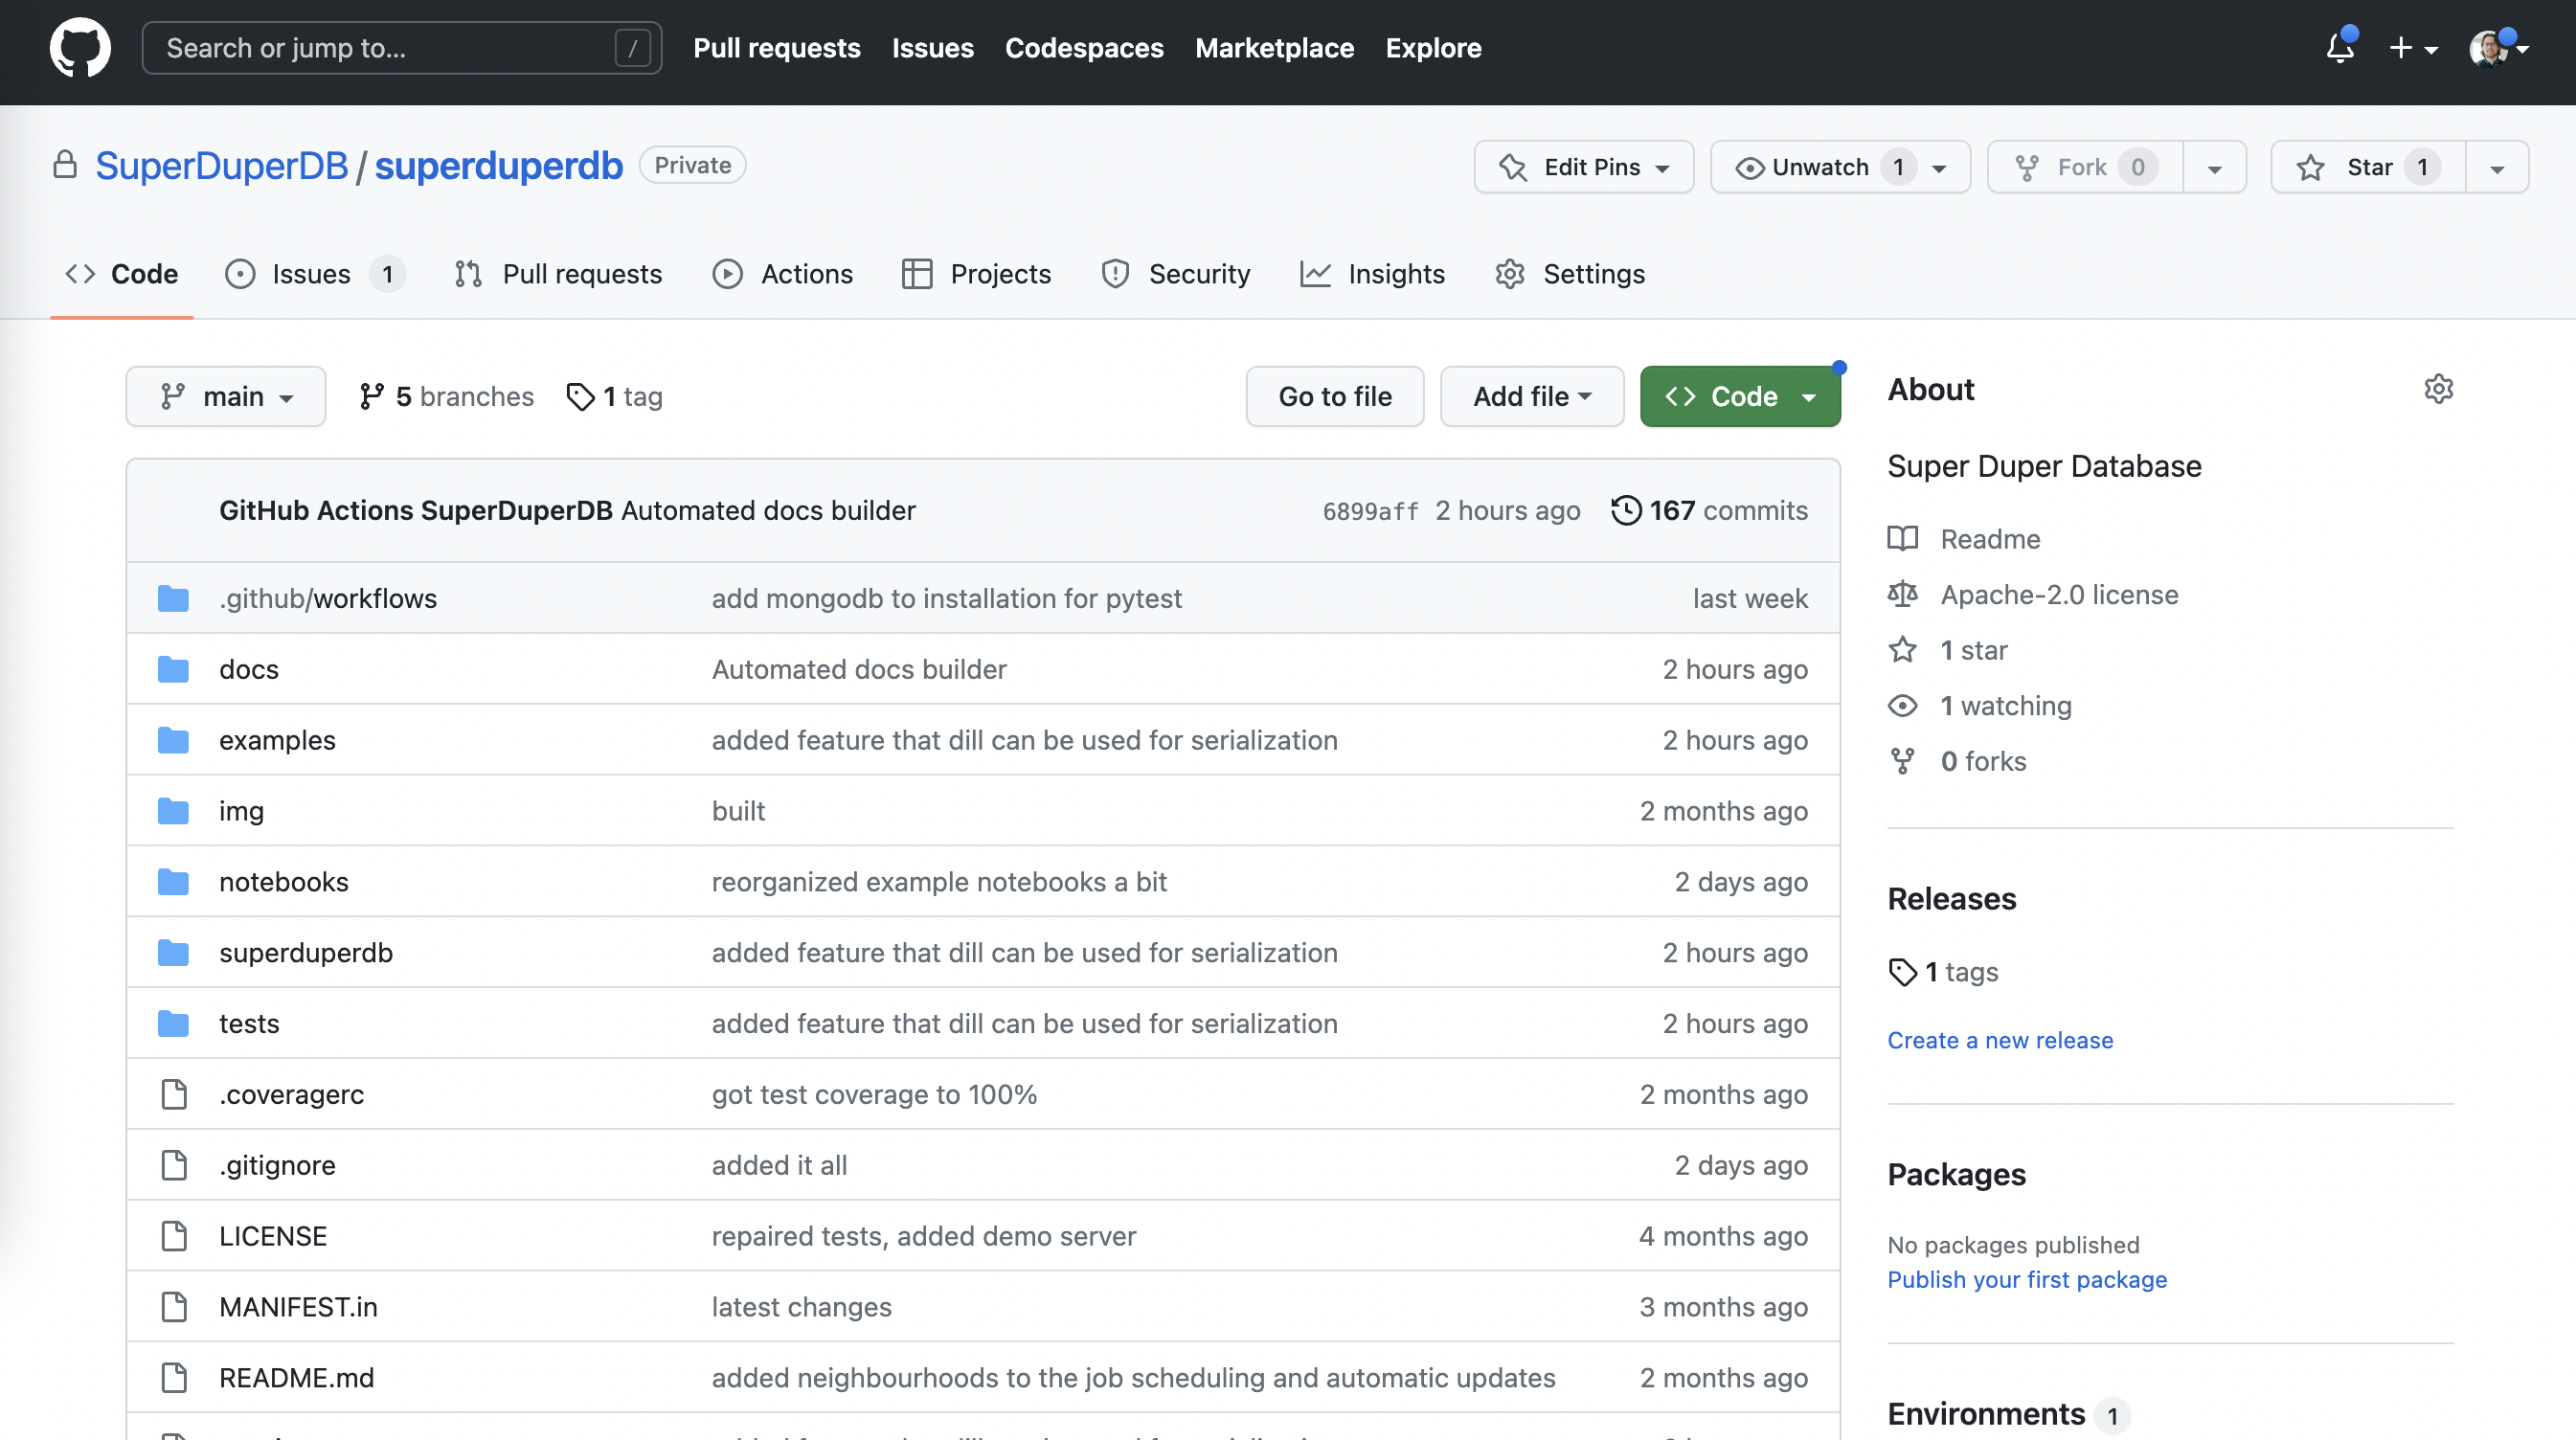 Search or jump to... /
Pull requests Issues Codespaces Marketplace Explore
SuperDuperDB / superduperdb Private
Edit Pins Unwatch 1 Fork 0 Star 1
Code Issues 1 Pull requests Actions Projects Security Insights Settings
main 5 branches 1 tag Go to file Add file Code
GitHub Actions SuperDuperDB Automated docs builder 6899aff 2 hours ago 167 commits
.github/workflows add mongodb to installation for pytest last week
docs Automated docs builder 2 hours ago
examples added feature that dill can be used for serialization 2 hours ago
img built 2 months ago
notebooks reorganized example notebooks a bit 2 days ago
superduperdb added feature that dill can be used for serialization 2 hours ago
tests added feature that dill can be used for serialization 2 hours ago
.coveragerc got test coverage to 100% 2 months ago
.gitignore added it all 2 days ago
LICENSE repaired tests, added demo server 4 months ago
MANIFEST.in latest changes 3 months ago
README.md added neighbourhoods to the job scheduling and automatic updates 2 months ago
About
Super Duper Database
Readme
Apache-2.0 license
1 star
1 watching
0 forks
Releases
1 tags
Create a new release
Packages
No packages published
Publish your first package
Environments 1